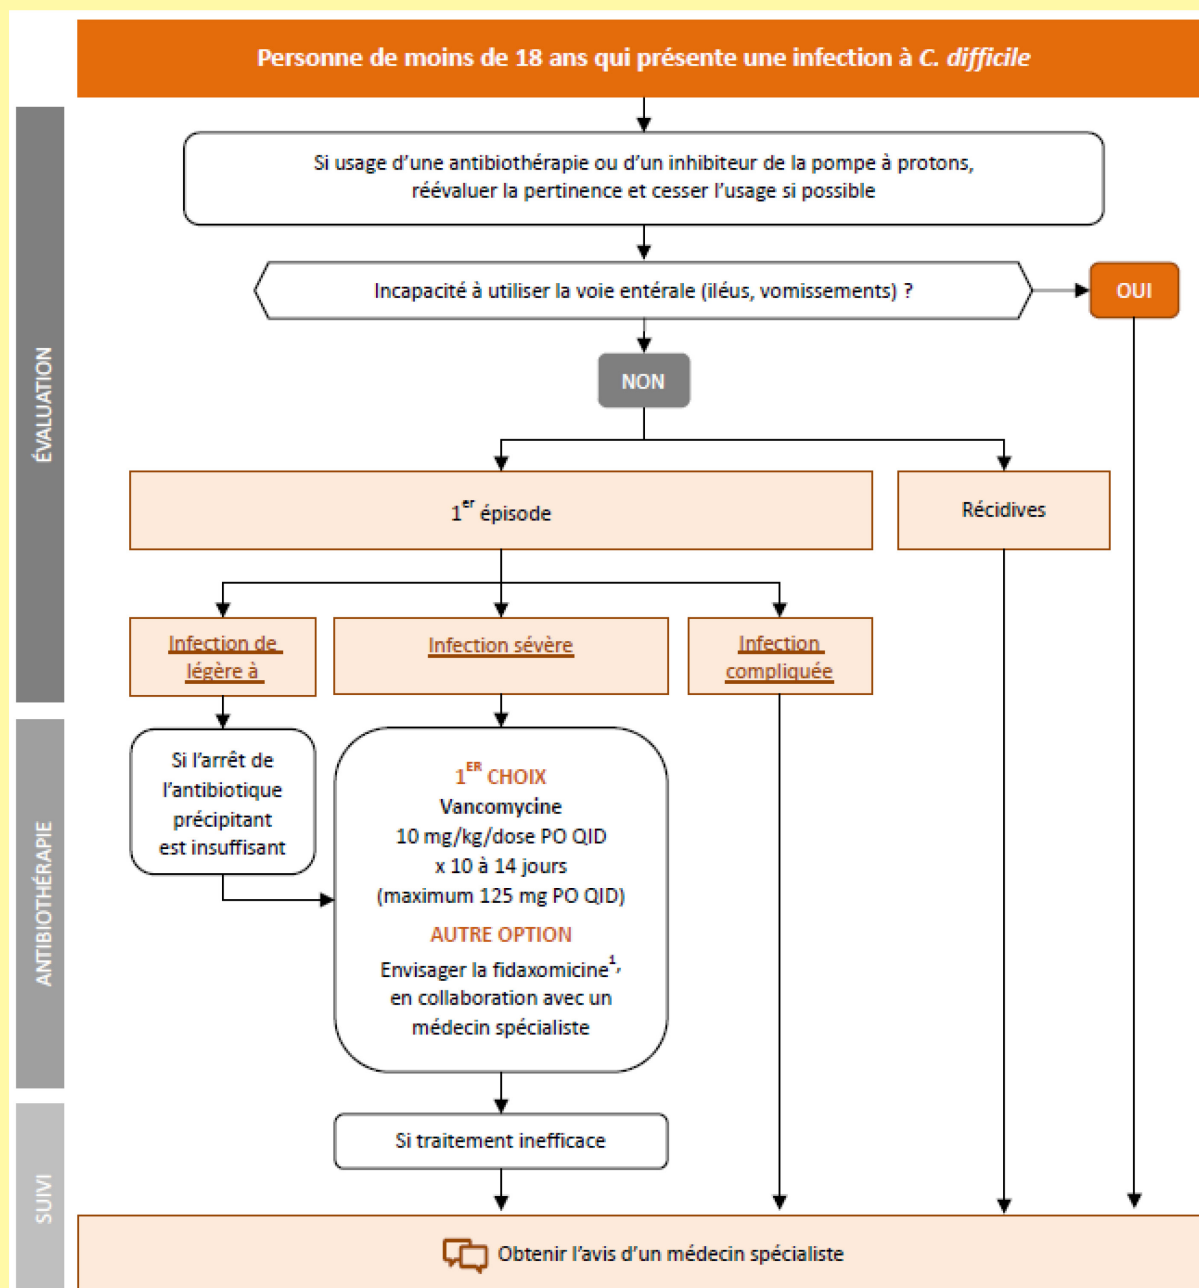 Personne de moins de 18 ans qui présente une infection à C. difficile
ÉVALUATION
Si usage d’une antibiothérapie ou d’un inhibiteur de la pompe à protons,
réévaluer la pertinence et cesser l’usage si possible
Incapacité à utiliser la voie entérale (iléus, vomissements) ?
OUI
NON
1er épisode
Récidives
Infection de
légère à
Infection sévère
Infection
compliquée
ANTIBIOTHÉRAPIE
Si l’arrêt de
l’antibiotique
précipitant
est insuffisant
1ER CHOIX
Vancomycine
10 mg/kg/dose PO QID
x 10 à 14 jours
(maximum 125 mg PO QID)
AUTRE OPTION
Envisager la fidaxomicine1,
en collaboration avec un
médecin spécialiste
SUIVI
Si traitement inefficace
Obtenir l’avis d’un médecin spécialiste